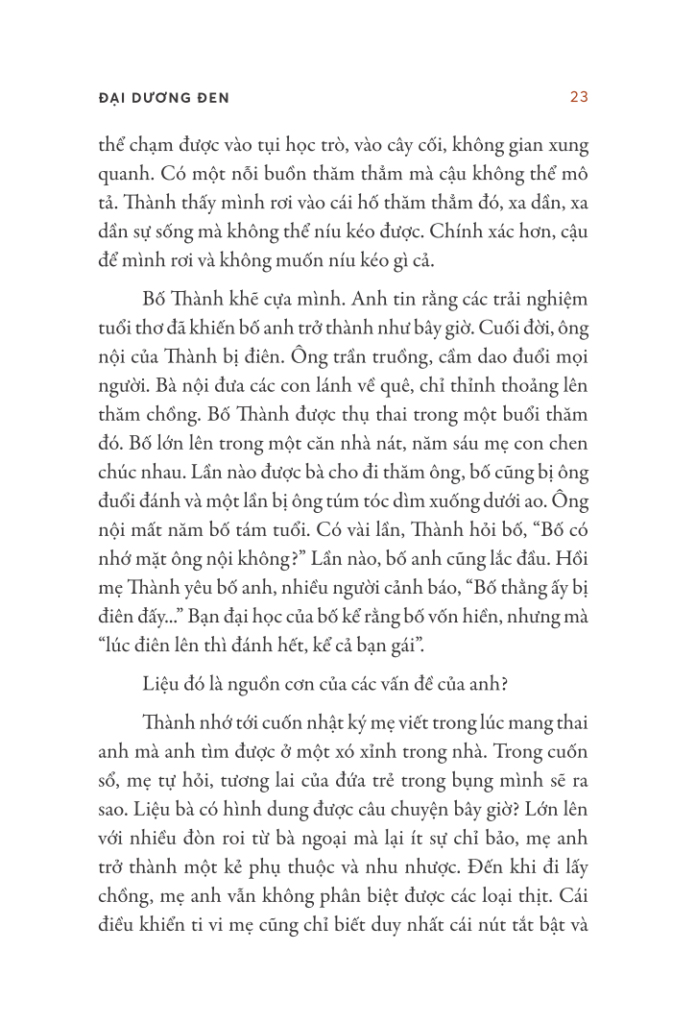 ĐẠI DƯƠNG ĐEN 23
thể chạm được vào tụi học trò, vào cây cối, không gian xung
quanh. Có một nỗi buồn thăm thẳm mà cậu không thể mô
tả. Thành thấy mình rơi vào cái hố thăm thẳm đó, xa dần, xa
dần sự sống mà không thể níu kéo được. Chính xác hơn, cậu
để mình rơi và không muốn níu kéo gì cả.
Bố Thành khẽ cựa mình. Anh tin rằng các trải nghiệm
tuổi thơ đã khiến bố anh trở thành như bây giờ. Cuối đời, ông
nội của Thành bị điên. Ông trần truồng, cầm dao đuổi mọi
người. Bà nội đưa các con lánh về quê, chỉ thỉnh thoảng lên
thăm chồng. Bố Thành được thụ thai trong một buổi thăm
đó. Bố lớn lên trong một căn nhà nát, năm sáu mẹ con chen
chúc nhau. Lần nào được bà cho đi thăm ông, bố cũng bị ông
đuổi đánh và một lần bị ông túm tóc dìm xuống dưới ao. Ông
nội mất năm bố tám tuổi. Có vài lần, Thành hỏi bố, “Bố có
nhớ mặt ông nội không?” Lần nào, bố anh cũng lắc đầu. Hồi
mẹ Thành yêu bố anh, nhiều người cảnh báo, “Bố thằng ấy bị
điên đấy...” Bạn đại học của bố kể rằng bố vốn hiền, nhưng mà
“lúc điên lên thì đánh hết, kể cả bạn gái”.
Liệu đó là nguồn cơn của các vấn đề của anh?
Thành nhớ tới cuốn nhật ký mẹ viết trong lúc mang thai
anh mà anh tìm được ở một xó xỉnh trong nhà. Trong cuốn
sổ, mẹ tự hỏi, tương lai của đứa trẻ trong bụng mình sẽ ra
sao. Liệu bà có hình dung được câu chuyện bây giờ? Lớn lên
với nhiều đòn roi từ bà ngoại mà lại ít sự chỉ bảo, mẹ anh
trở thành một kẻ phụ thuộc và nhu nhược. Đến khi đi lấy
chồng, mẹ anh vẫn không phân biệt được các loại thịt. Cái
điều khiển ti vi mẹ cũng chỉ biết duy nhất cái nút tắt bật và